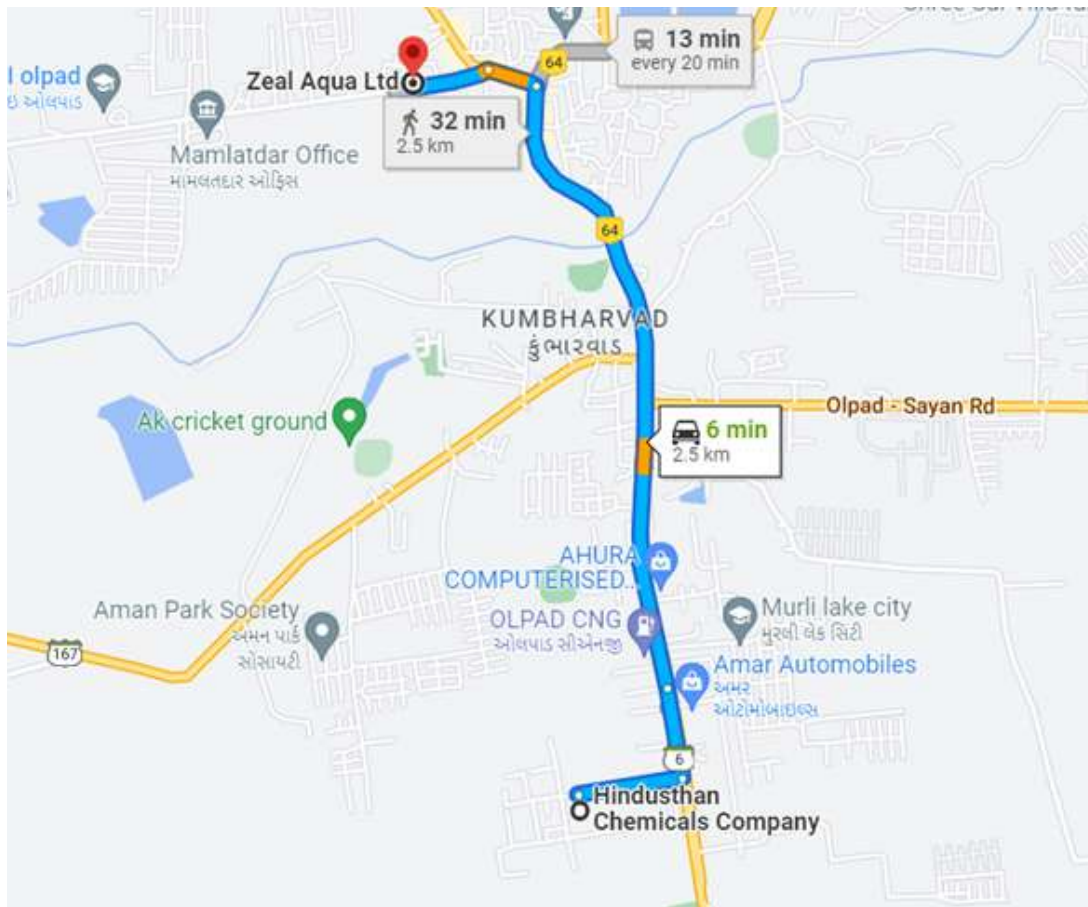 64
13 min
every 20 min
Zeal Aqua Ltd
l olpad
ઇ ઓલપાડ
32 min
2.5 km
Mamlatdar Office
મામલતદાર ઓફિસ
64
KUMBHARVAD
કુંભારવાડ
Olpad - Sayan Rd
6 min
2.5 km
Ak cricket ground
AHURA
COMPUTERISED..
Aman Park Society
અમન પાર્ક
સોસાયટી
OLPAD CNG
ઓલપાડ સીએનજી
Murli lake city
મુરલી લેક સિટી
167
Amar Automobiles
અમર
ઓટોમોબાઇલ્સ
6
Hindusthan
Chemicals Company